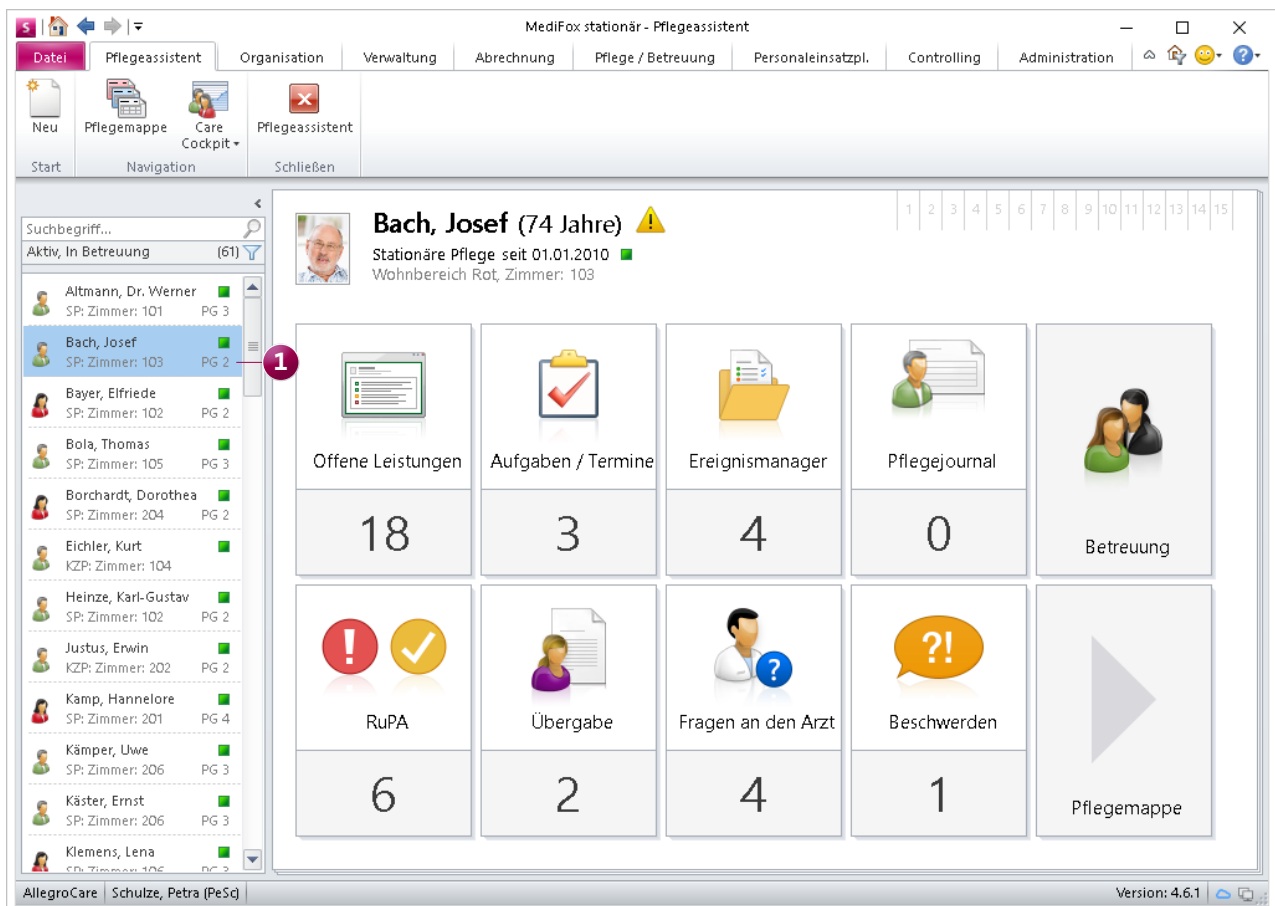 S
MediFox stationär - Pflegeassistent
Datei Pflegeassistent Organisation Verwaltung Abrechnung Pflege / Betreuung Personaleinsatzpl. Controlling Administration ?
Neu Pflegemappe Care Cockpit Pflegeassistent
Start Navigation Schließen
Suchbegriff...
Aktiv, In Betreuung (61)
Altmann, Dr. Werner
SP: Zimmer: 101 PG 3
Bach, Josef
SP: Zimmer: 103 PG 2
1
Bayer, Elfriede
SP: Zimmer: 102 PG 2
Bola, Thomas
SP: Zimmer: 105 PG 3
Borchardt, Dorothea
SP: Zimmer: 204 PG 2
Eichler, Kurt
KZP: Zimmer: 104
Heinze, Karl-Gustav
SP: Zimmer: 102 PG 2
Justus, Erwin
KZP: Zimmer: 202 PG 2
Kamp, Hannelore
SP: Zimmer: 201 PG 4
Kämper, Uwe
SP: Zimmer: 206 PG 3
Käster, Ernst
SP: Zimmer: 206 PG 3
Klemens, Lena
Bach, Josef (74 Jahre)
Stationäre Pflege seit 01.01.2010
Wohnbereich Rot, Zimmer: 103
1 2 3 4 5 6 7 8 9 10 11 12 13 14 15
Offene Leistungen Aufgaben / Termine Ereignismanager Pflegejournal
18 3 4 0
Betreuung
! ? ?!
RuPA Übergabe Fragen an den Arzt Beschwerden
6 2 4 1
Pflegemappe
AllegroCare Schulze, Petra (PeSc) Version: 4.6.1